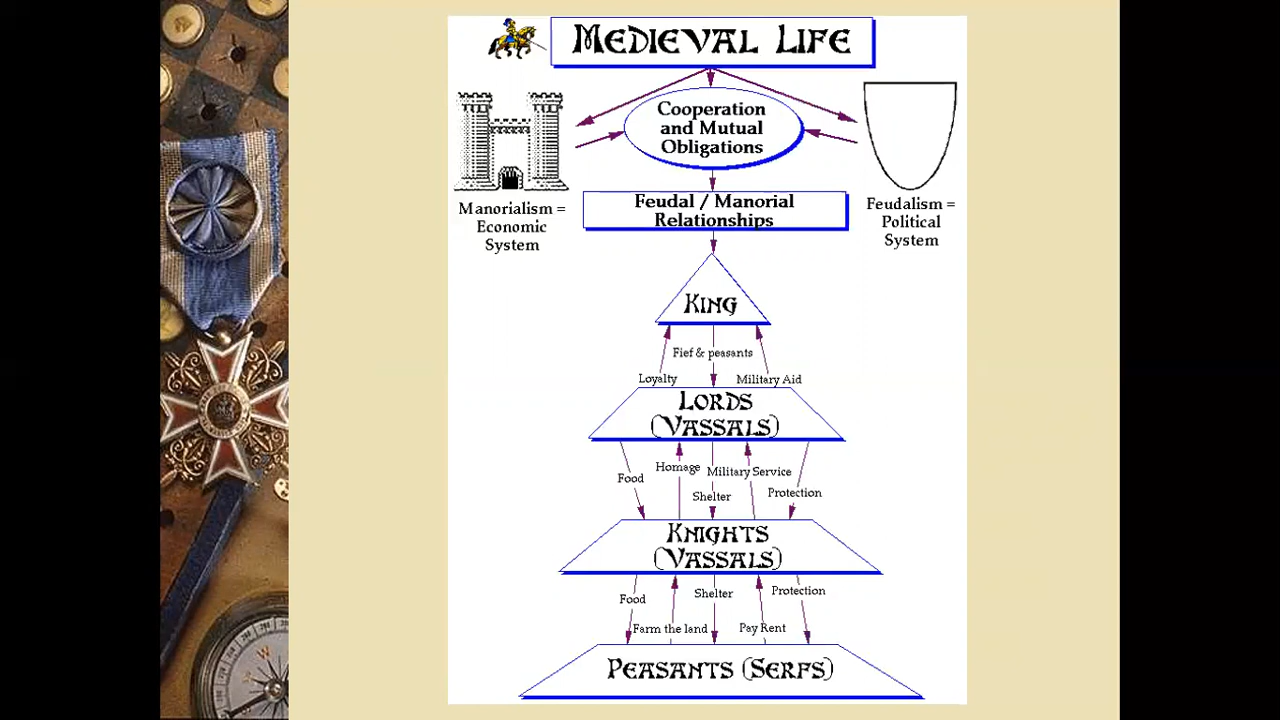 MEDIEVAL LIFE
Cooperation
and Mutual
Obligations
Manorialism =
Economic
System
Feudalism =
Political
System
Feudal / Manorial
Relationships
KING
Fief & peasants
Loyalty
Military Aid
LORDS
(VASSALS)
Food
Homage
Shelter
Military Service
Protection
KNIGHTS
(VASSALS)
Food
Farm the land
Shelter
Pay Rent
Protection
PEASANTS (SERFS)